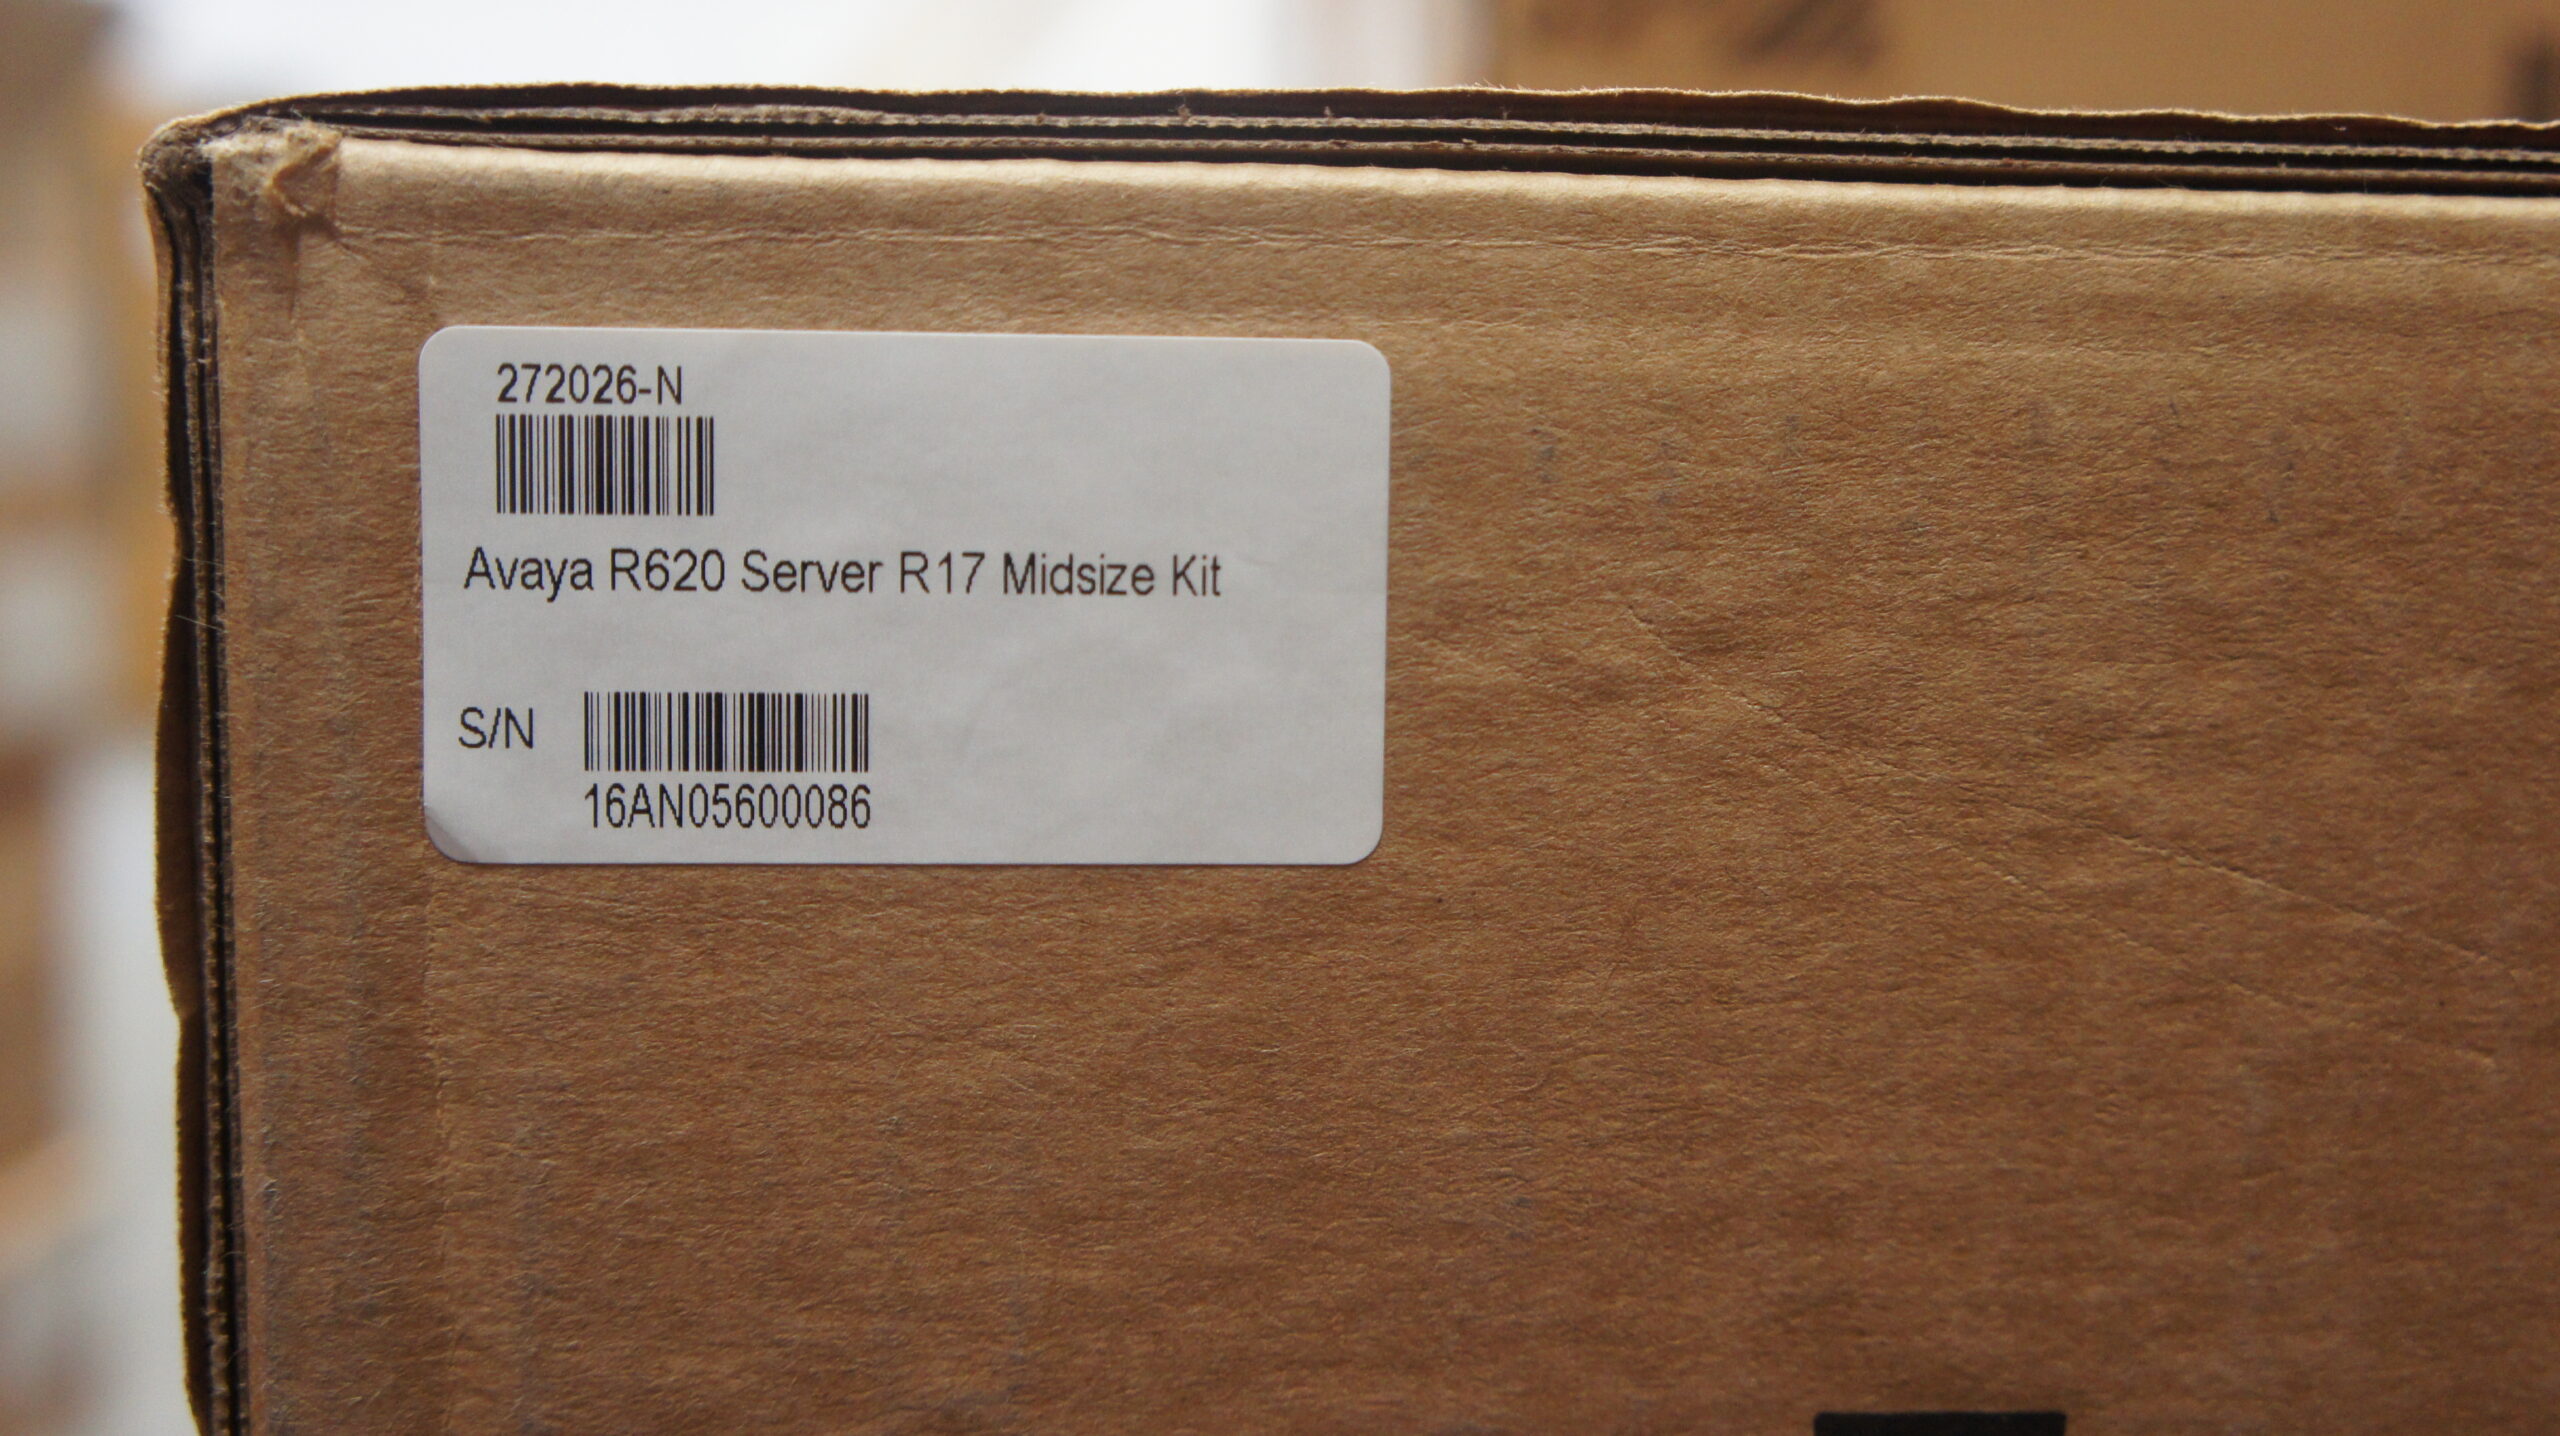 272026-N
Avaya R620 Server R17 Midsize Kit
S/N
16AN05600086